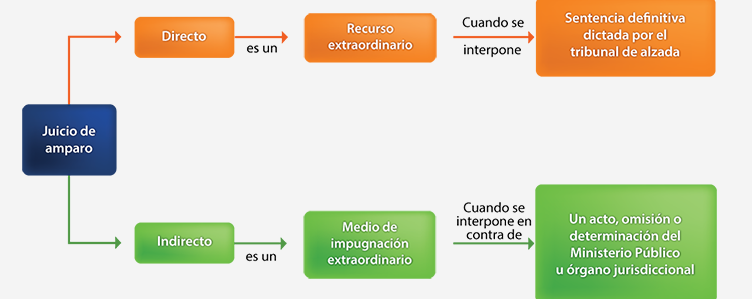 Juicio de
amparo
Directo
es un
Recurso
extraordinario
Cuando se
interpone
Sentencia definitiva
dictada por el
tribunal de alzada
Indirecto
es un
Medio de
impugnación
extraordinario
Cuando se
interpone en
contra de
Un acto, omisión o
determinación del
Ministerio Público
u órgano jurisdiccional